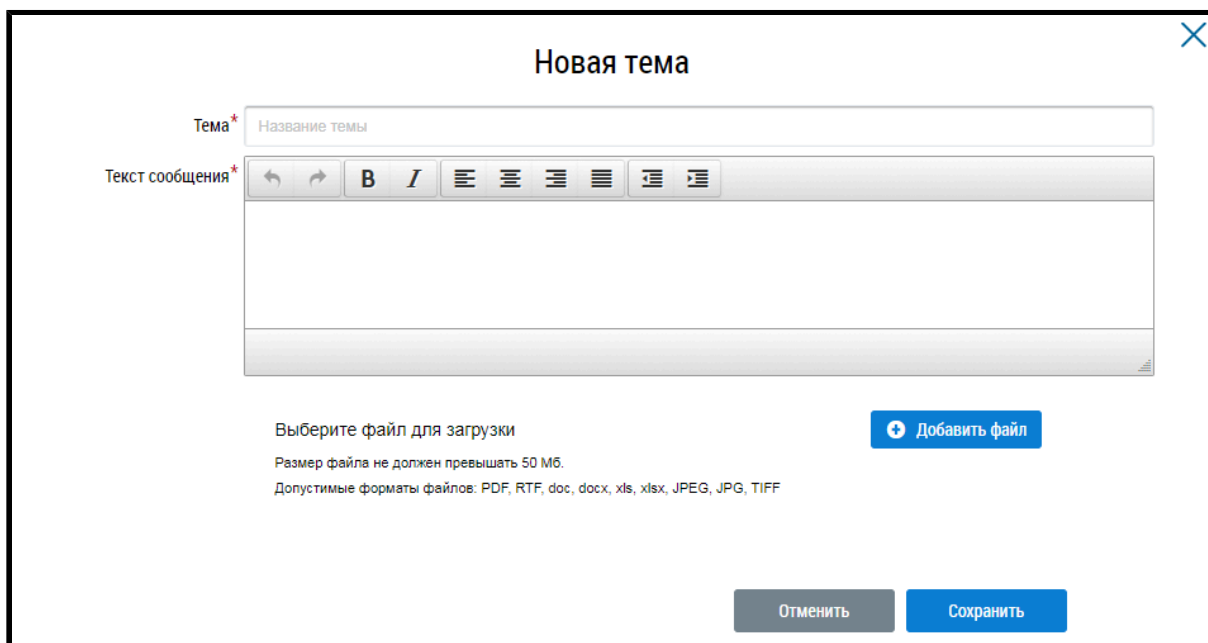 Новая тема
Тема*
Название темы
Текст сообщения*
B I
Выберите файл для загрузки
Добавить файл
Размер файла не должен превышать 50 Мб.
Допустимые форматы файлов: PDF, RTF, doc, docx, xls, xlsx, JPEG, JPG, TIFF
Отменить
Сохранить